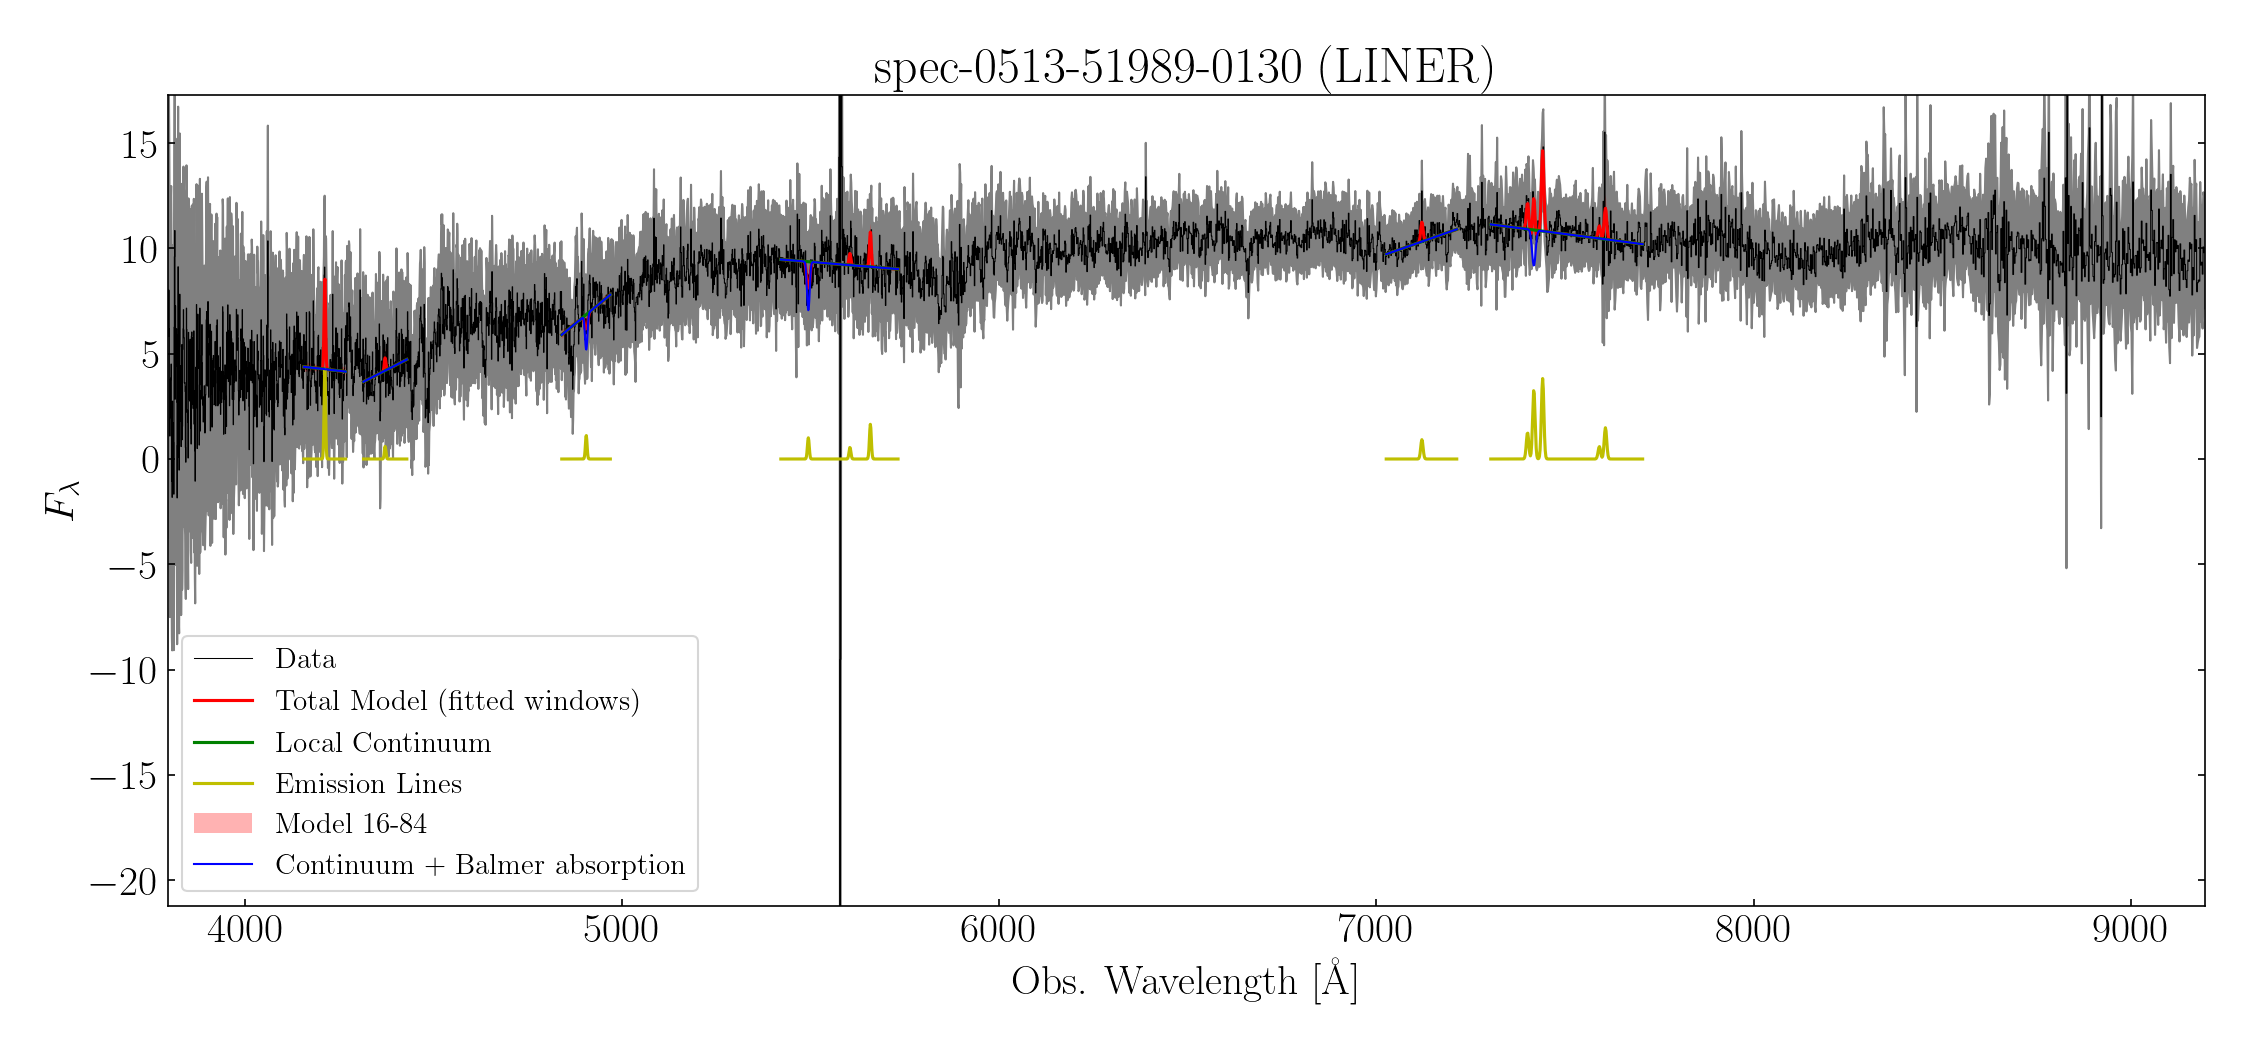 spec-0513-51989-0130 (LINER)
15
10
5
0
−5
−10
−15
−20
F_λ
Data
Total Model (fitted windows)
Local Continuum
Emission Lines
Model 16-84
Continuum + Balmer absorption
4000 5000 6000 7000 8000 9000
Obs. Wavelength [Å]